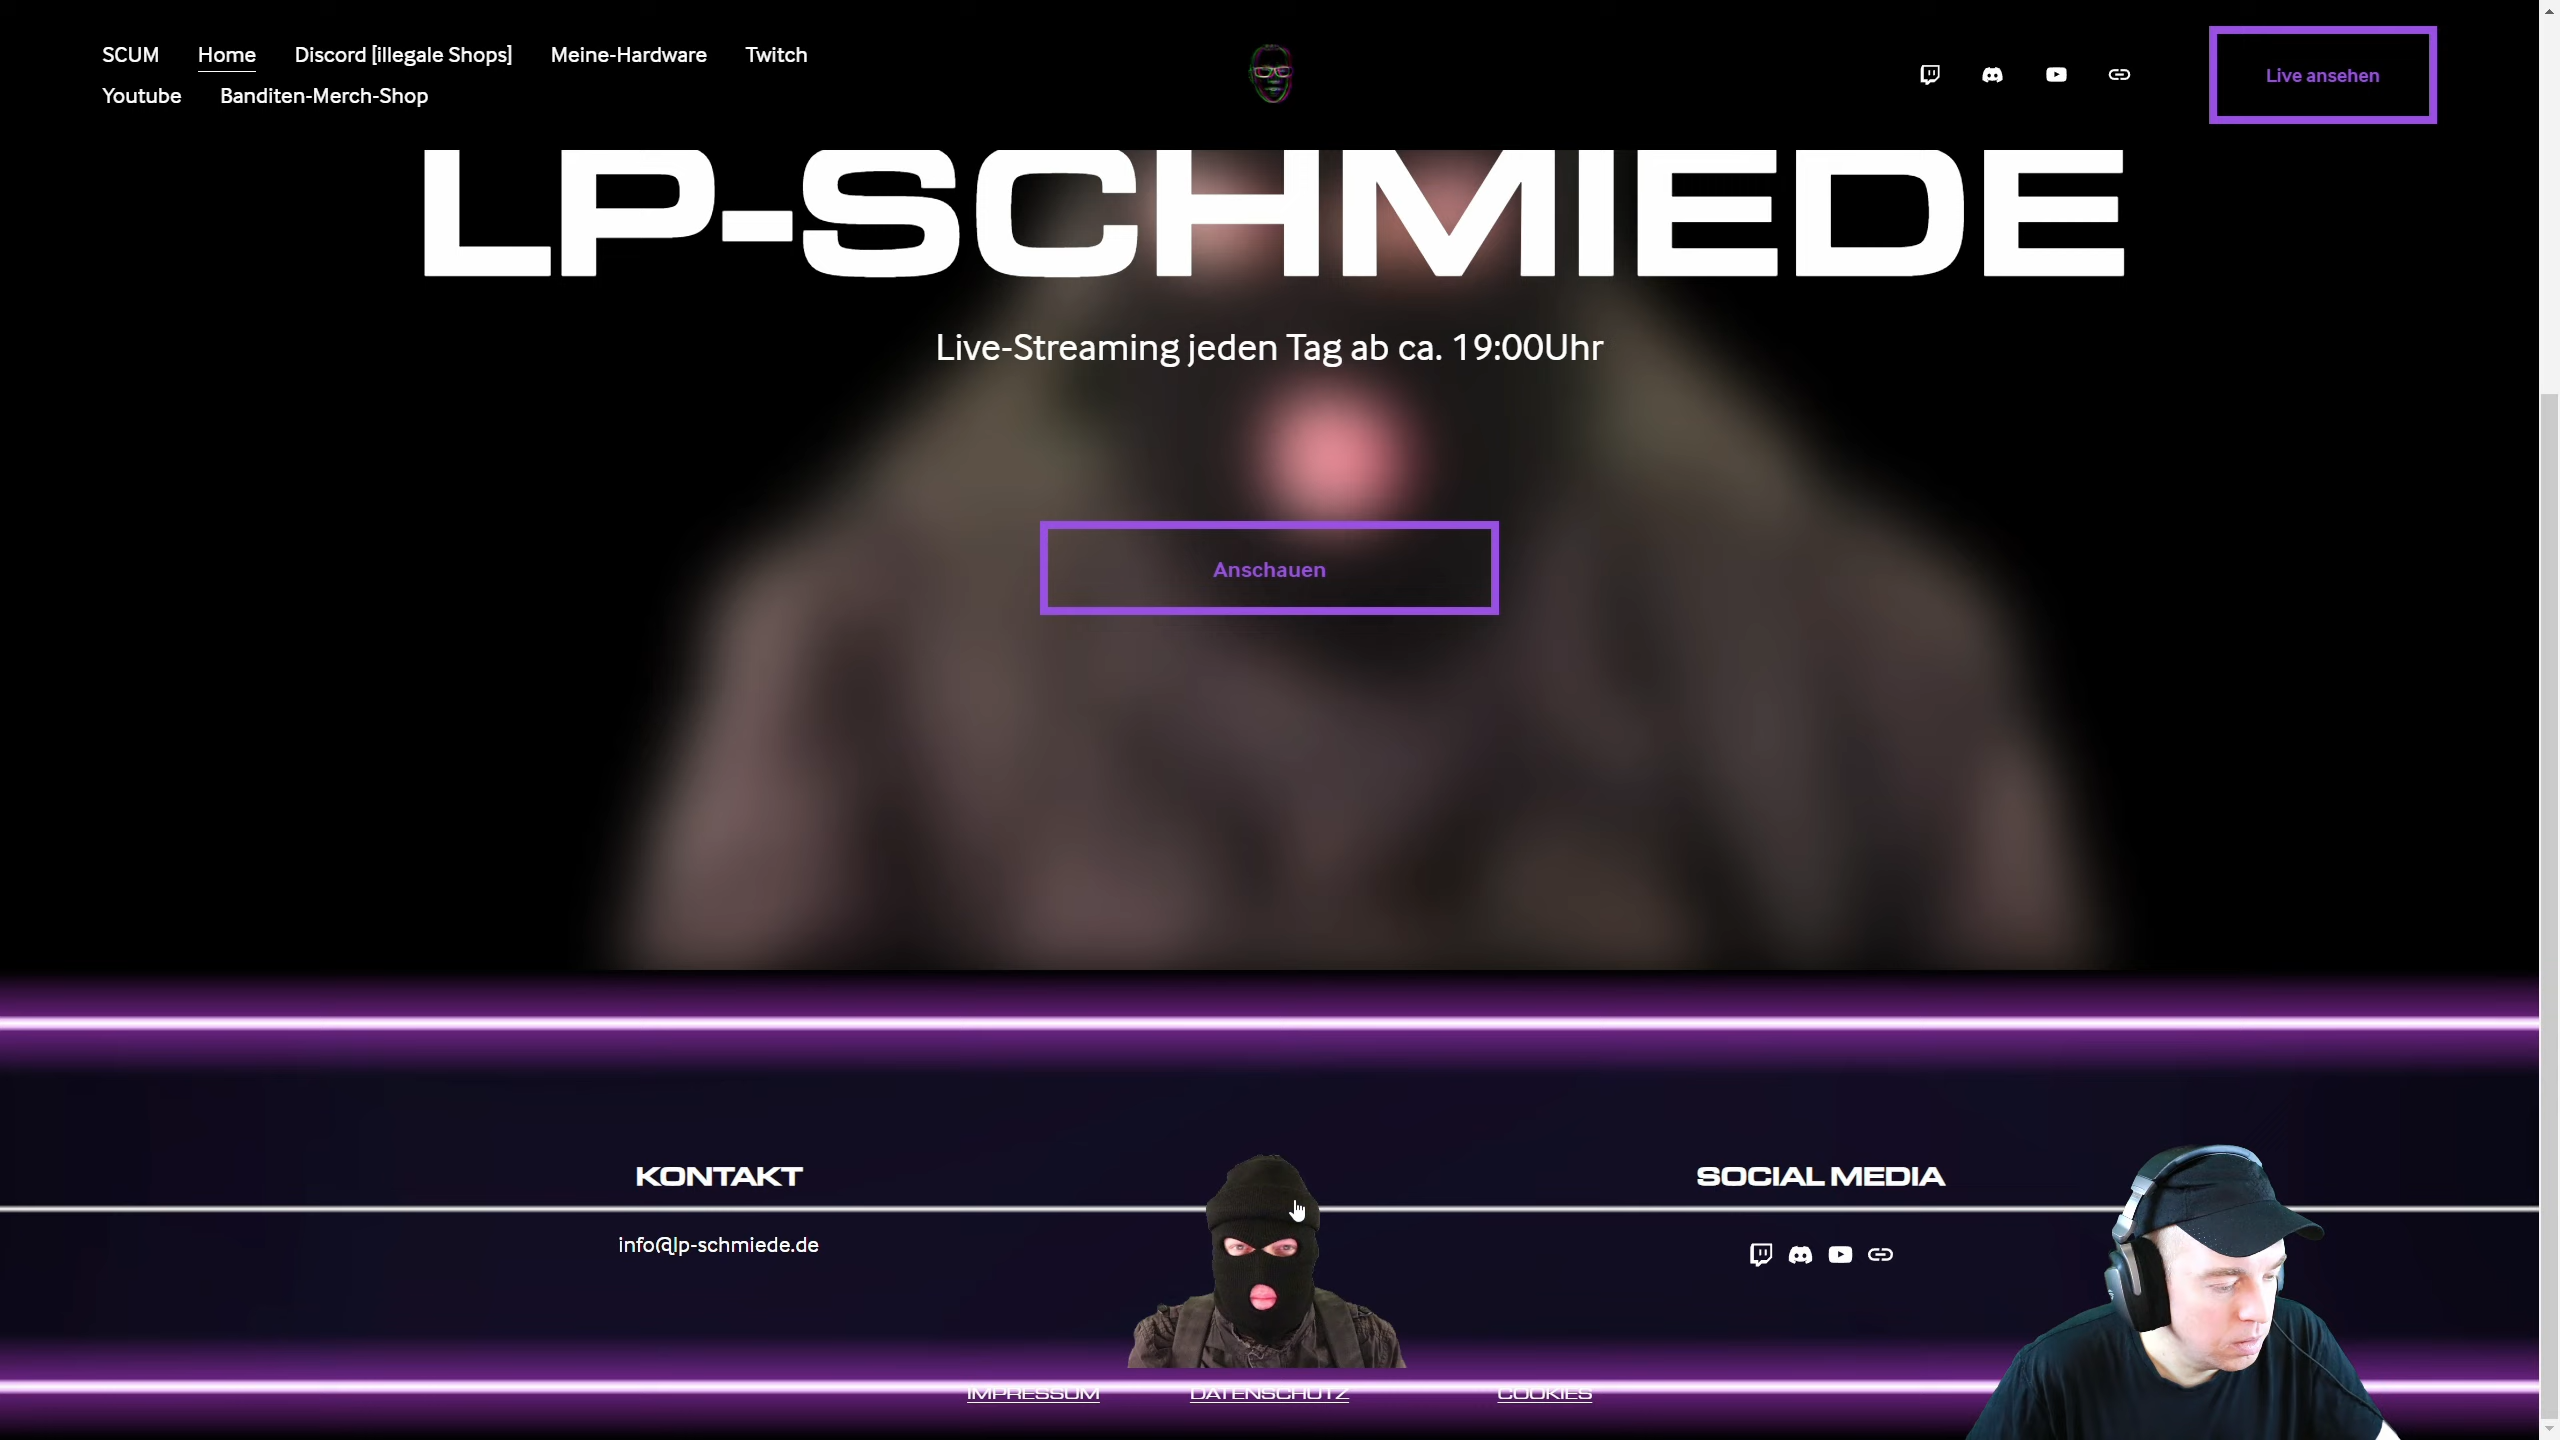 SCUM Home Discord [illegale Shops] Meine-Hardware Twitch
Youtube Banditen-Merch-Shop
Live ansehen
LP-SCHMIEDE
Live-Streaming jeden Tag ab ca. 19:00Uhr
Anschauen
KONTAKT
info@lp-schmiede.de
SOCIAL MEDIA
IMPRESSUM DATENSCHUTZ COOKIES